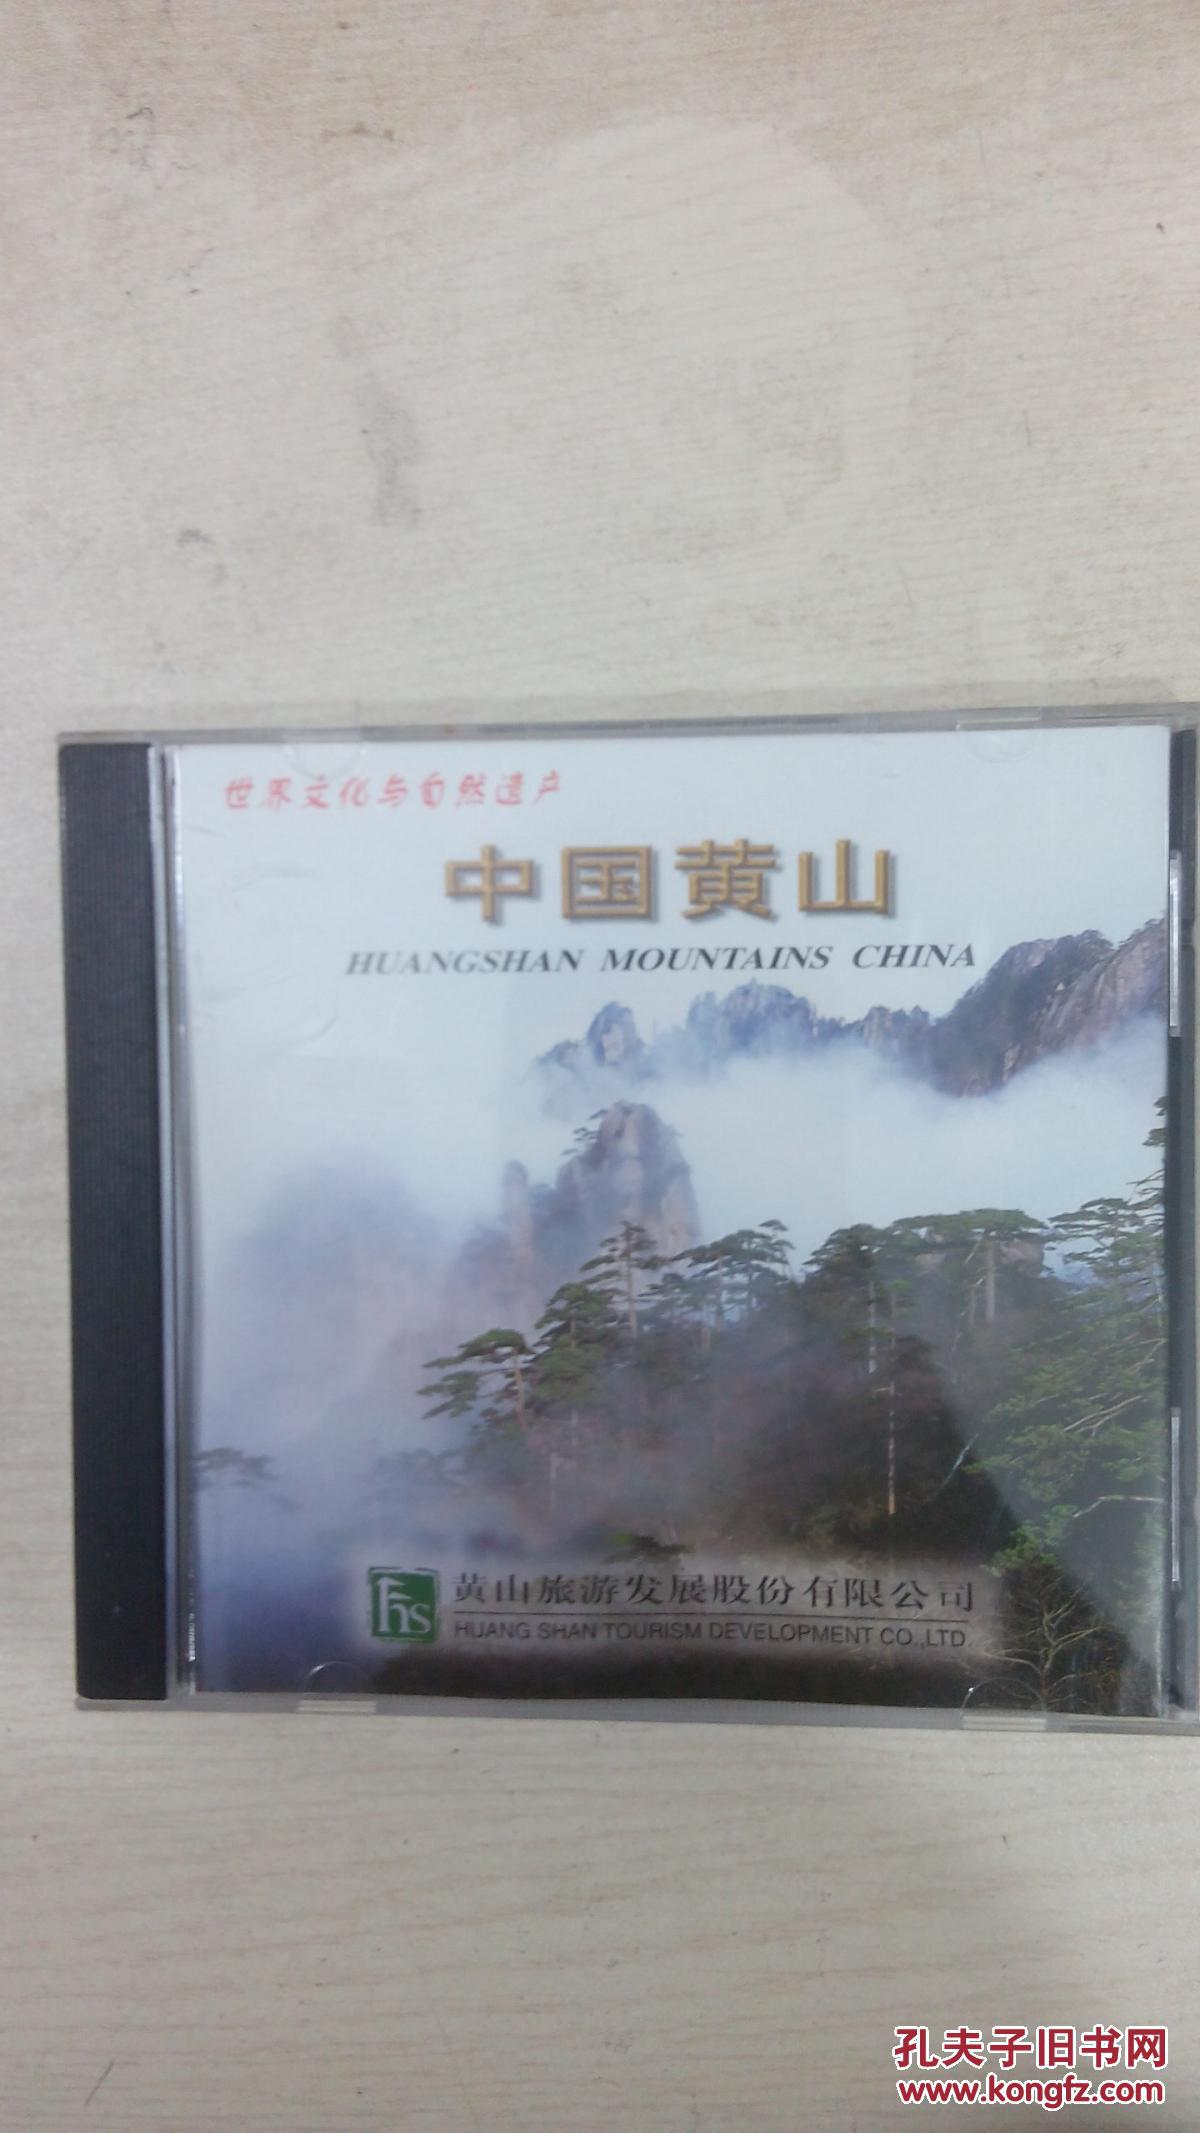 世界文化与自然遗产
中国黄山
HUANGSHAN MOUNTAINS CHINA
fhs
黄山旅游发展股份有限公司
HUANG SHAN TOURISM DEVELOPMENT CO.,LTD.
孔夫子旧书网
www.kongfz.com